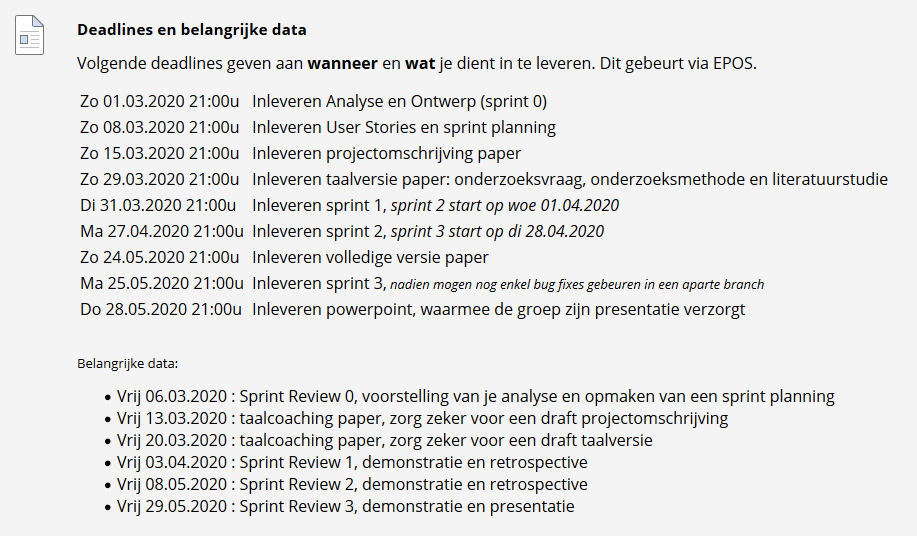 Deadlines en belangrijke data
Volgende deadlines geven aan wanneer en wat je dient in te leveren. Dit gebeurt via EPOS.
Zo 01.03.2020 21:00u Inleveren Analyse en Ontwerp (sprint 0)
Zo 08.03.2020 21:00u Inleveren User Stories en sprint planning
Zo 15.03.2020 21:00u Inleveren projectomschrijving paper
Zo 29.03.2020 21:00u Inleveren taalversie paper: onderzoeksvraag, onderzoeksmethode en literatuurstudie
Di 31.03.2020 21:00u Inleveren sprint 1, sprint 2 start op woe 01.04.2020
Ma 27.04.2020 21:00u Inleveren sprint 2, sprint 3 start op di 28.04.2020
Zo 24.05.2020 21:00u Inleveren volledige versie paper
Ma 25.05.2020 21:00u Inleveren sprint 3, nadien mogen nog enkel bug fixes gebeuren in een aparte branch
Do 28.05.2020 21:00u Inleveren powerpoint, waarmee de groep zijn presentatie verzorgt
Belangrijke data:
• Vrij 06.03.2020 : Sprint Review 0, voorstelling van je analyse en opmaken van een sprint planning
• Vrij 13.03.2020 : taalcoaching paper, zorg zeker voor een draft projectomschrijving
• Vrij 20.03.2020 : taalcoaching paper, zorg zeker voor een draft taalversie
• Vrij 03.04.2020 : Sprint Review 1, demonstratie en retrospective
• Vrij 08.05.2020 : Sprint Review 2, demonstratie en retrospective
• Vrij 29.05.2020 : Sprint Review 3, demonstratie en presentatie